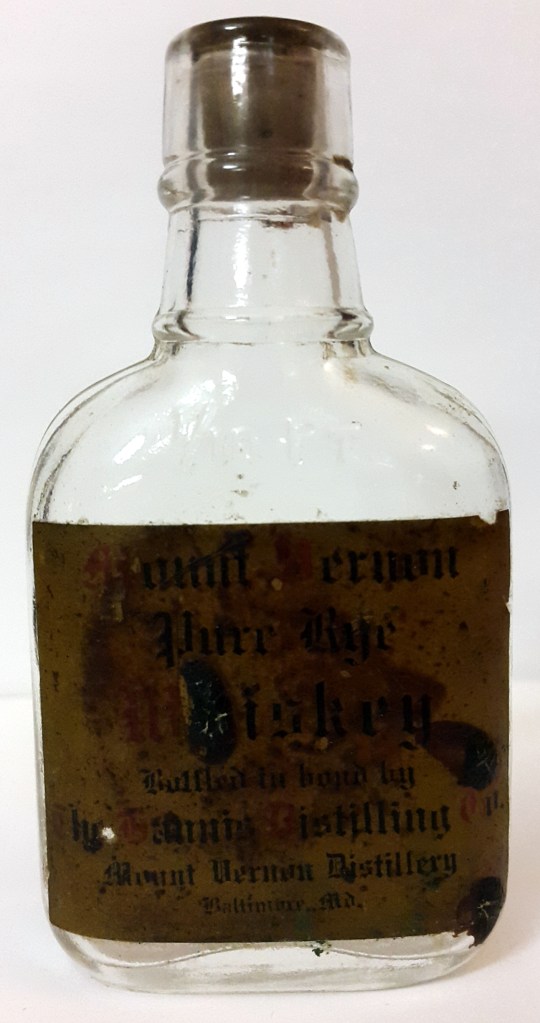 Mount Vernon
Pure Rye
Whiskey
Bottled in bond by
The Hannis Distilling Co.
Mount Vernon Distillery
Baltimore, Md.